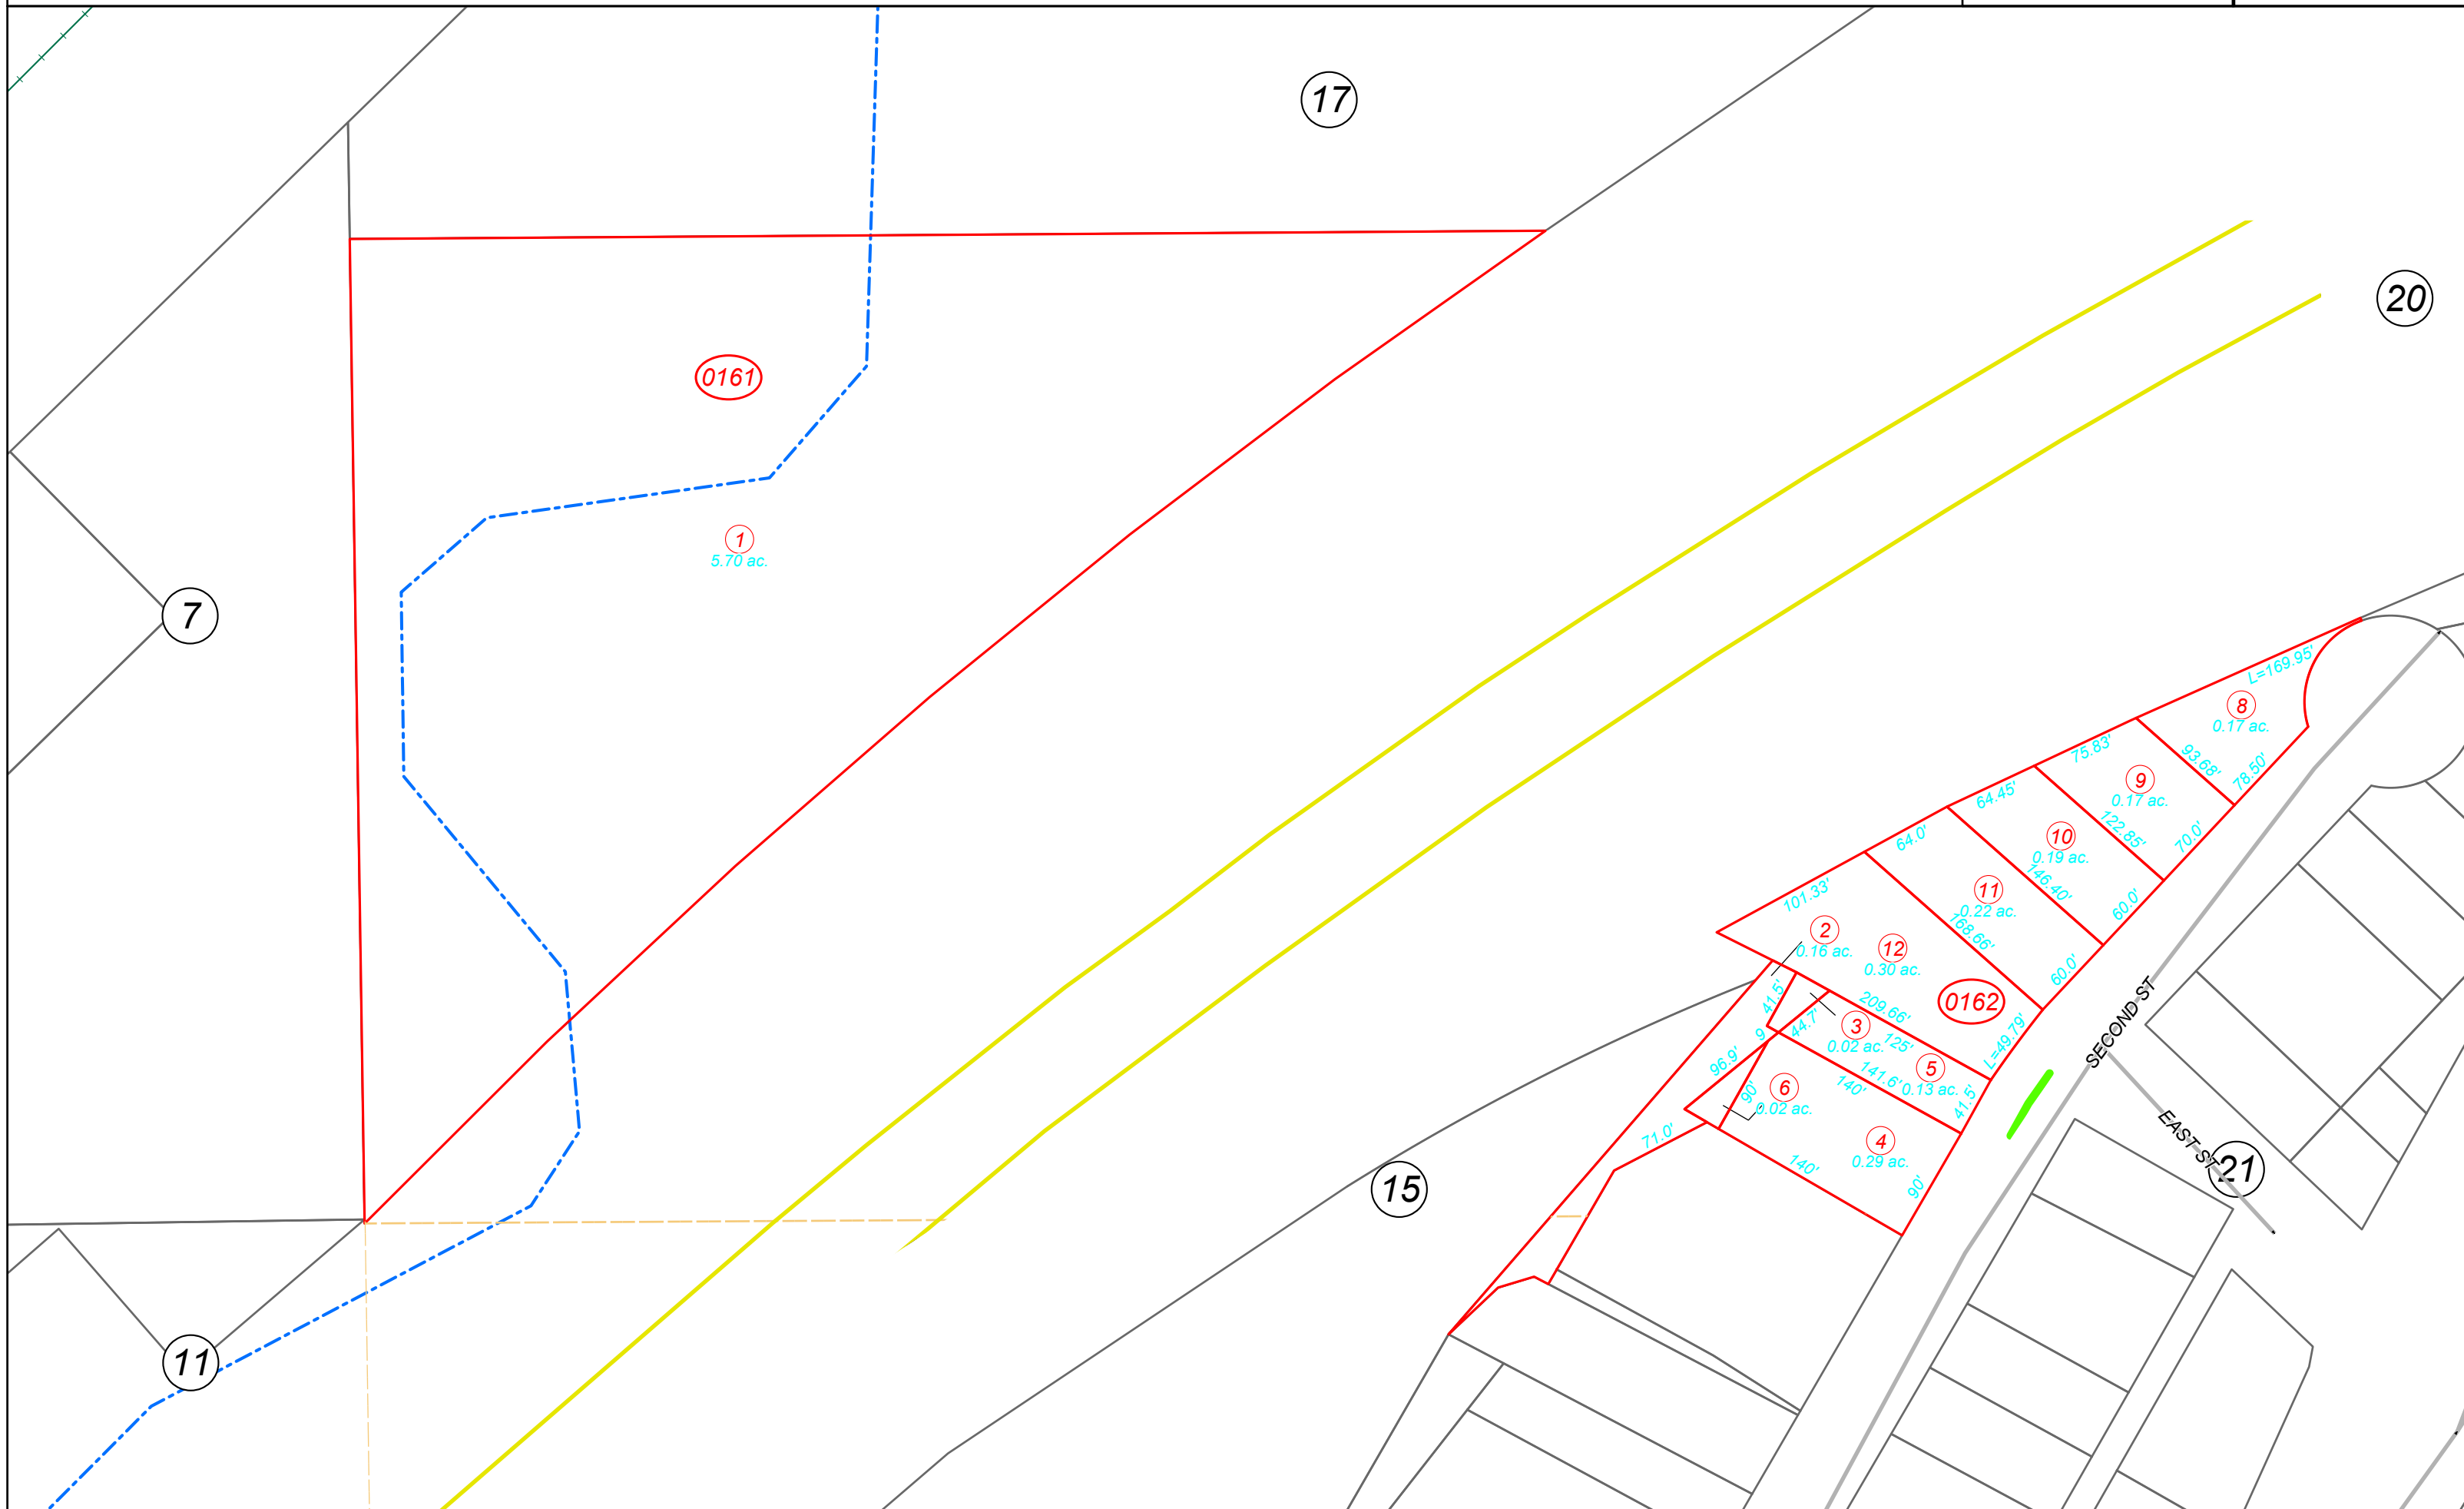 17
20
0161
1
5.70 ac.
7
L=169.95'
8
0.17 ac.
93.68'
78.50'
75.83'
9
0.17 ac.
122.85'
70.0'
64.45'
10
0.19 ac.
146.40'
60.0'
64.0'
11
0.22 ac.
168.66'
60.0'
101.33'
2
0.16 ac.
12
0.30 ac.
0162
209.66'
L=49.79'
41.5'
44.7'
9
3
0.02 ac.
125'
5
0.13 ac.
141.6'
140'
41.5'
96.9'
90'
6
0.02 ac.
4
0.29 ac.
71.0'
140'
90'
SECOND ST
EAST ST
21
15
11